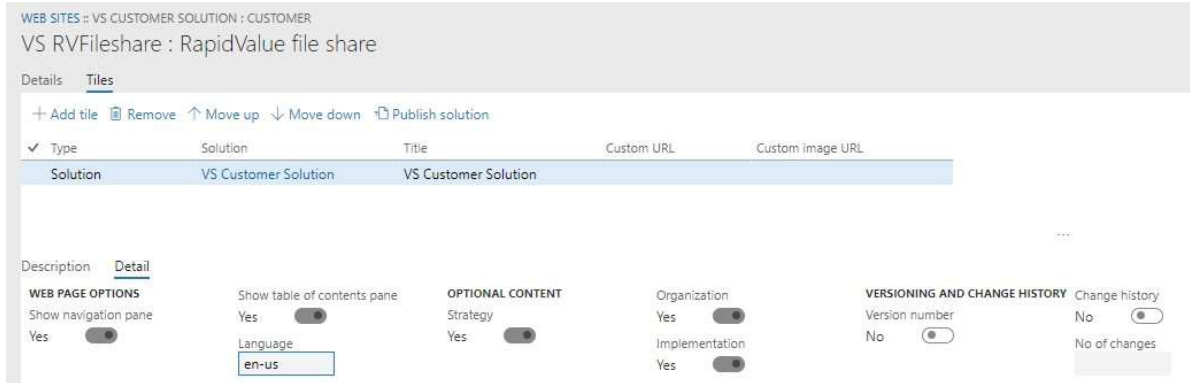 WEB SITES :: VS CUSTOMER SOLUTION : CUSTOMER
VS RVFileshare : RapidValue file share
Details Tiles
Add tile Remove Move up Move down Publish solution
Type Solution Title Custom URL Custom image URL
Solution VS Customer Solution VS Customer Solution
...
Description Detail
WEB PAGE OPTIONS Show table of contents pane OPTIONAL CONTENT Organization VERSIONING AND CHANGE HISTORY Change history
Show navigation pane Yes Strategy Yes Version number No
Yes Language Yes Implementation No No of changes
en-us Yes